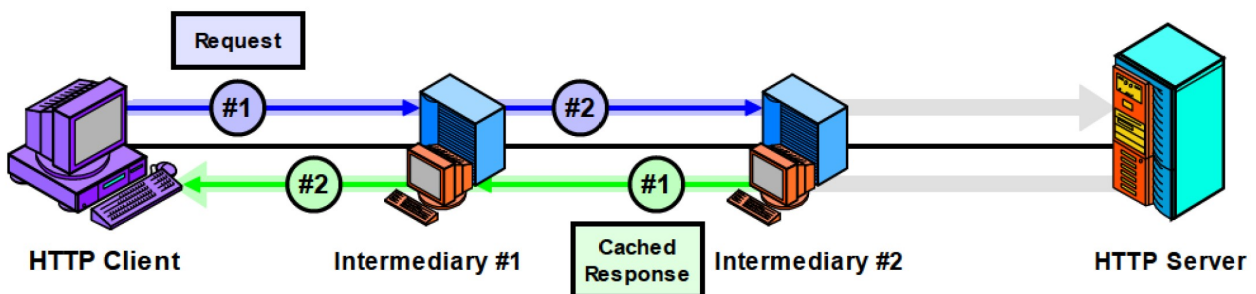 Request
#1
#2
#2
#1
Cached
Response
HTTP Client
Intermediary #1
Intermediary #2
HTTP Server